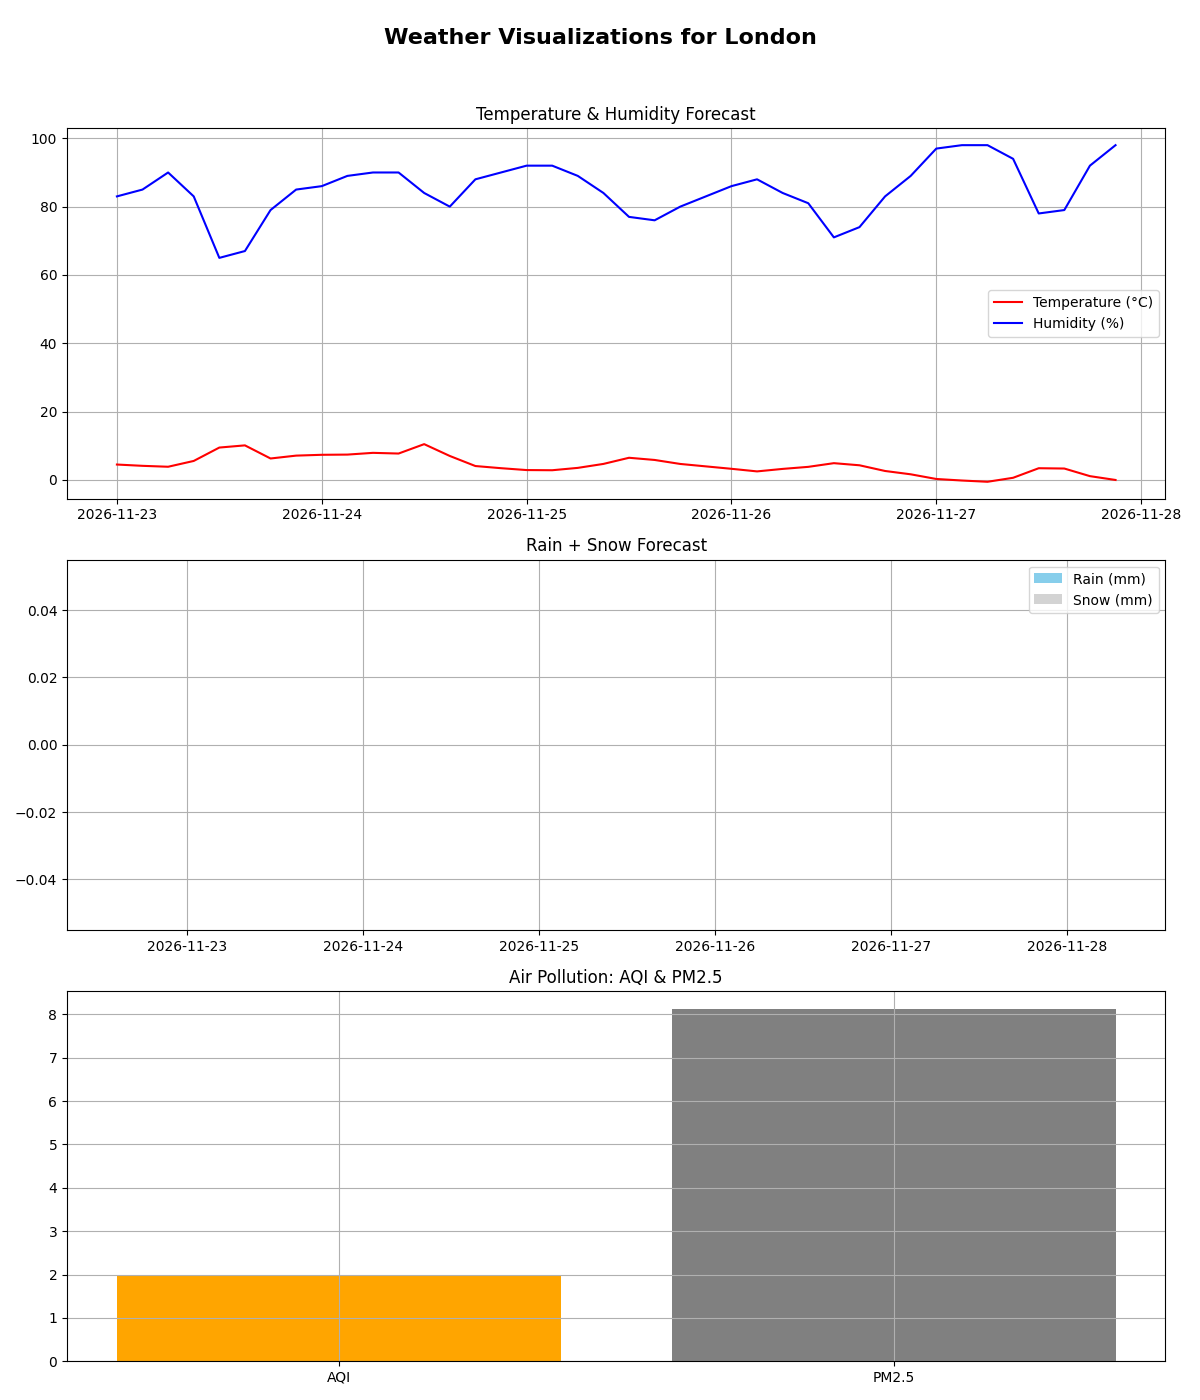 Weather Visualizations for London
Temperature & Humidity Forecast
100
80
60
40
20
0
Temperature (°C)
Humidity (%)
2026-11-23 2026-11-24 2026-11-25 2026-11-26 2026-11-27 2026-11-28
Rain + Snow Forecast
Rain (mm)
Snow (mm)
0.04
0.02
0.00
−0.02
−0.04
2026-11-23 2026-11-24 2026-11-25 2026-11-26 2026-11-27 2026-11-28
Air Pollution: AQI & PM2.5
8
7
6
5
4
3
2
1
0
AQI PM2.5